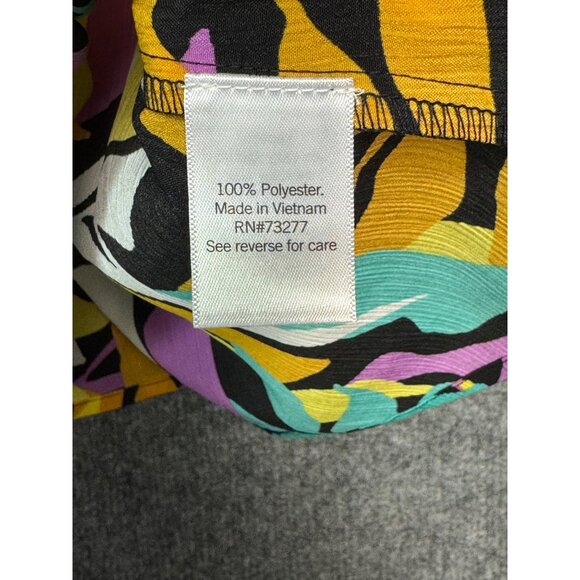 100% Polyester.
Made in Vietnam
RN#73277
See reverse for care